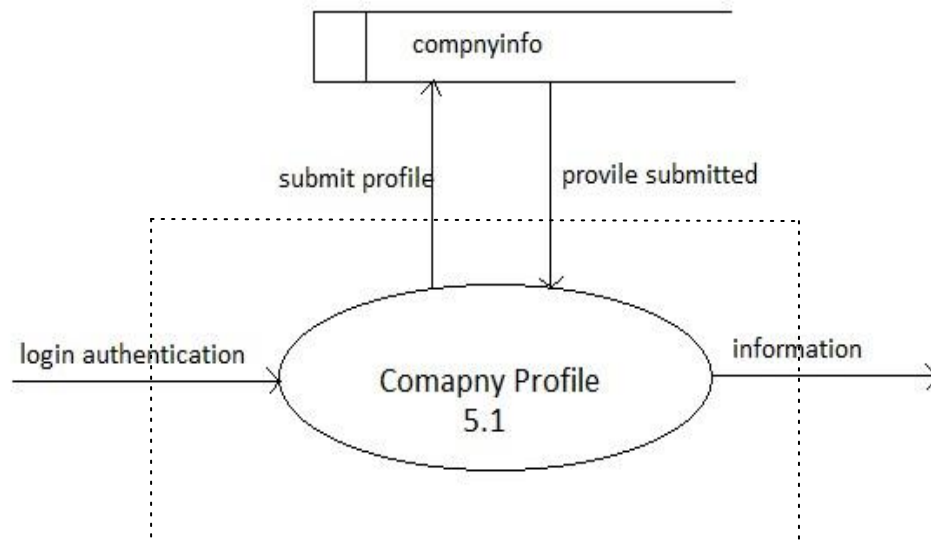 compnyinfo
submit profile
provile submitted
login authentication
information
Comapny Profile
5.1